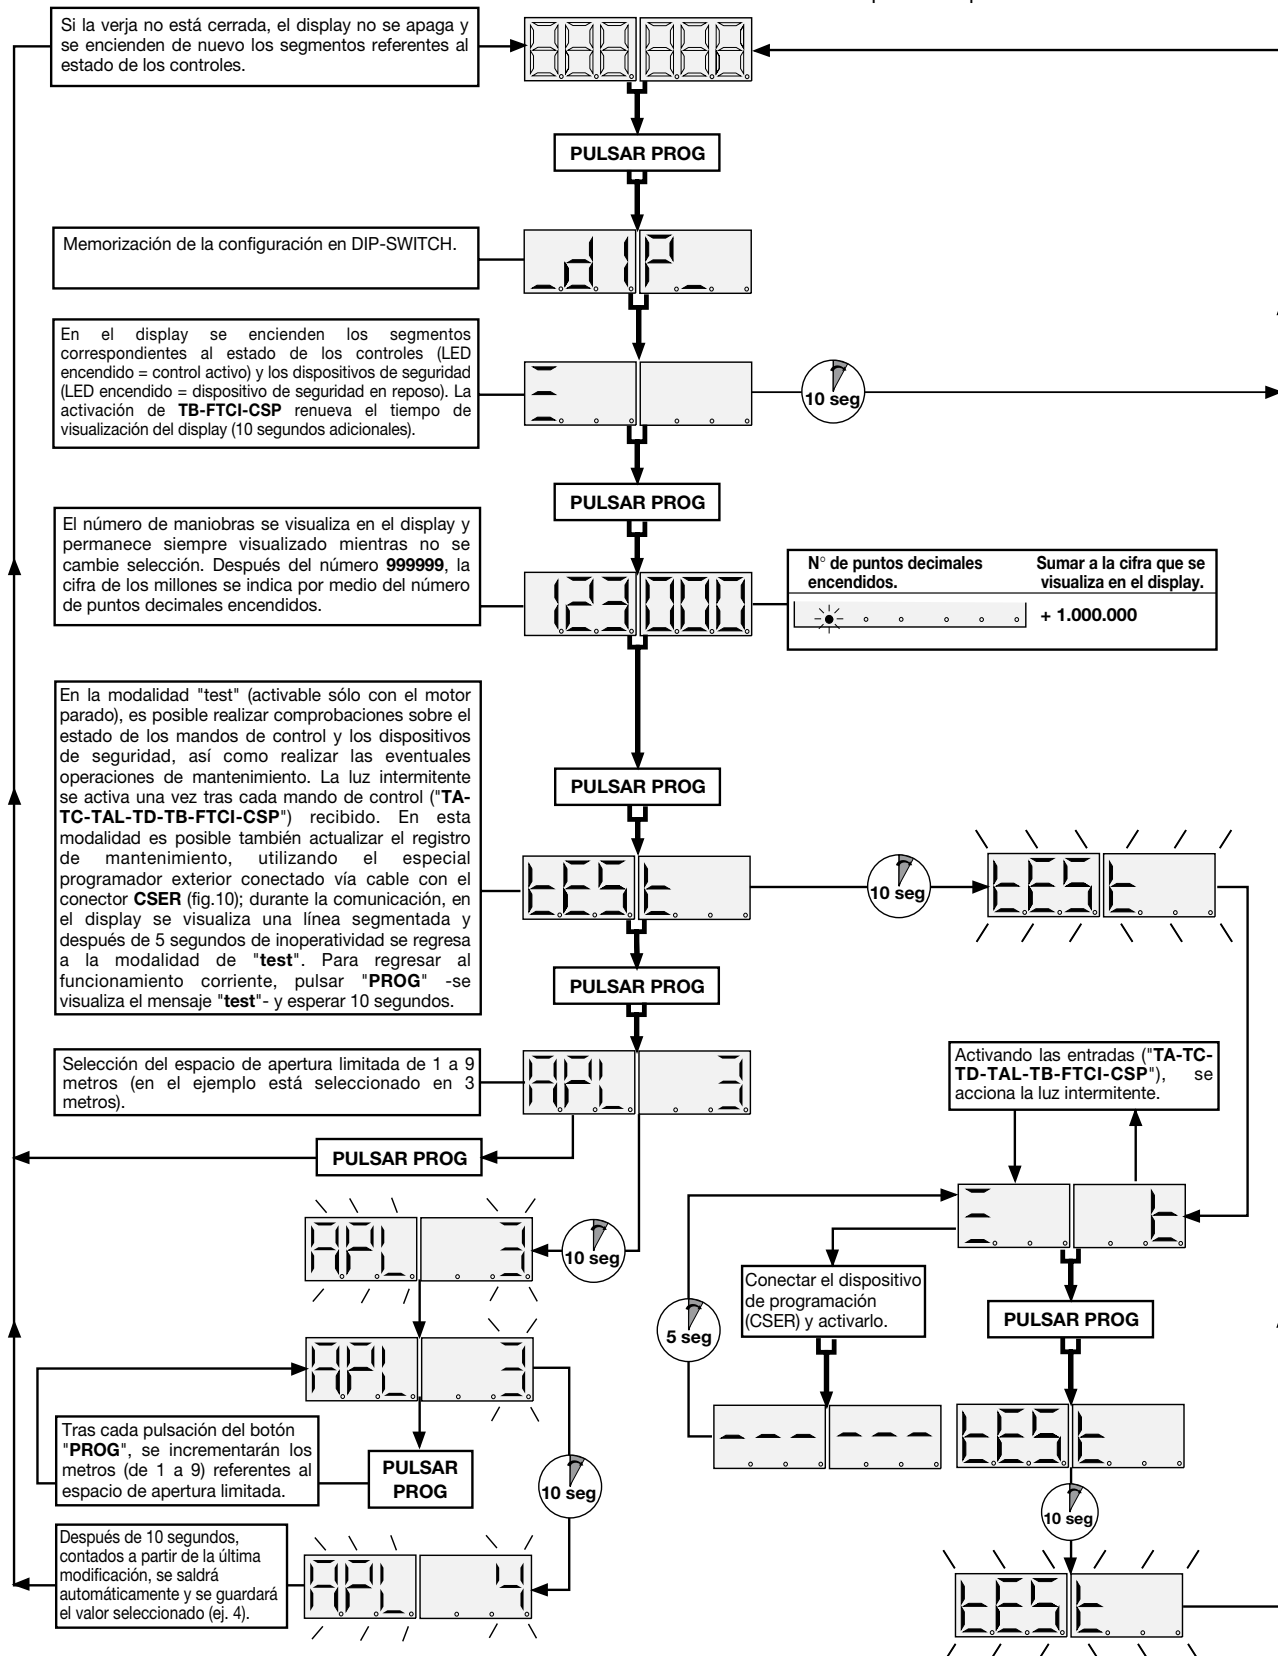 Si la verja no está cerrada, el display no se apaga y
se encienden de nuevo los segmentos referentes al
estado de los controles.
PULSAR PROG
Memorización de la configuración en DIP-SWITCH.
_dIP_
En el display se encienden los segmentos
correspondientes al estado de los controles (LED
encendido = control activo) y los dispositivos de seguridad
(LED encendido = dispositivo de seguridad en reposo). La
activación de TB-FTCI-CSP renueva el tiempo de
visualización del display (10 segundos adicionales).
10 seg
PULSAR PROG
El número de maniobras se visualiza en el display y
permanece siempre visualizado mientras no se
cambie selección. Después del número 999999, la
cifra de los millones se indica por medio del número
de puntos decimales encendidos.
123000
N° de puntos decimales
encendidos.
Sumar a la cifra que se
visualiza en el display.
+ 1.000.000
En la modalidad "test" (activable sólo con el motor
parado), es posible realizar comprobaciones sobre el
estado de los mandos de control y los dispositivos
de seguridad, así como realizar las eventuales
operaciones de mantenimiento. La luz intermitente
se activa una vez tras cada mando de control ("TA-
TC-TAL-TD-TB-FTCI-CSP") recibido. En esta
modalidad es posible también actualizar el registro
de mantenimiento, utilizando el especial
programador exterior conectado vía cable con el
conector CSER (fig.10); durante la comunicación, en
el display se visualiza una línea segmentada y
después de 5 segundos de inoperatividad se regresa
a la modalidad de "test". Para regresar al
funcionamiento corriente, pulsar "PROG" -se
visualiza el mensaje "test"- y esperar 10 segundos.
PULSAR PROG
tESt
10 seg
tESt
PULSAR PROG
Selección del espacio de apertura limitada de 1 a 9
metros (en el ejemplo está seleccionado en 3
metros).
APL 3
Activando las entradas ("TA-TC-
TD-TAL-TB-FTCI-CSP"), se
acciona la luz intermitente.
PULSAR PROG
t
APL 3
10 seg
Conectar el dispositivo
de programación
(CSER) y activarlo.
5 seg
PULSAR PROG
APL 3
Tras cada pulsación del botón
"PROG", se incrementarán los
metros (de 1 a 9) referentes al
espacio de apertura limitada.
PULSAR
PROG
10 seg
--- ---
tESt
10 seg
Después de 10 segundos,
contados a partir de la última
modificación, se saldrá
automáticamente y se guardará
el valor seleccionado (ej. 4).
APL 4
tESt